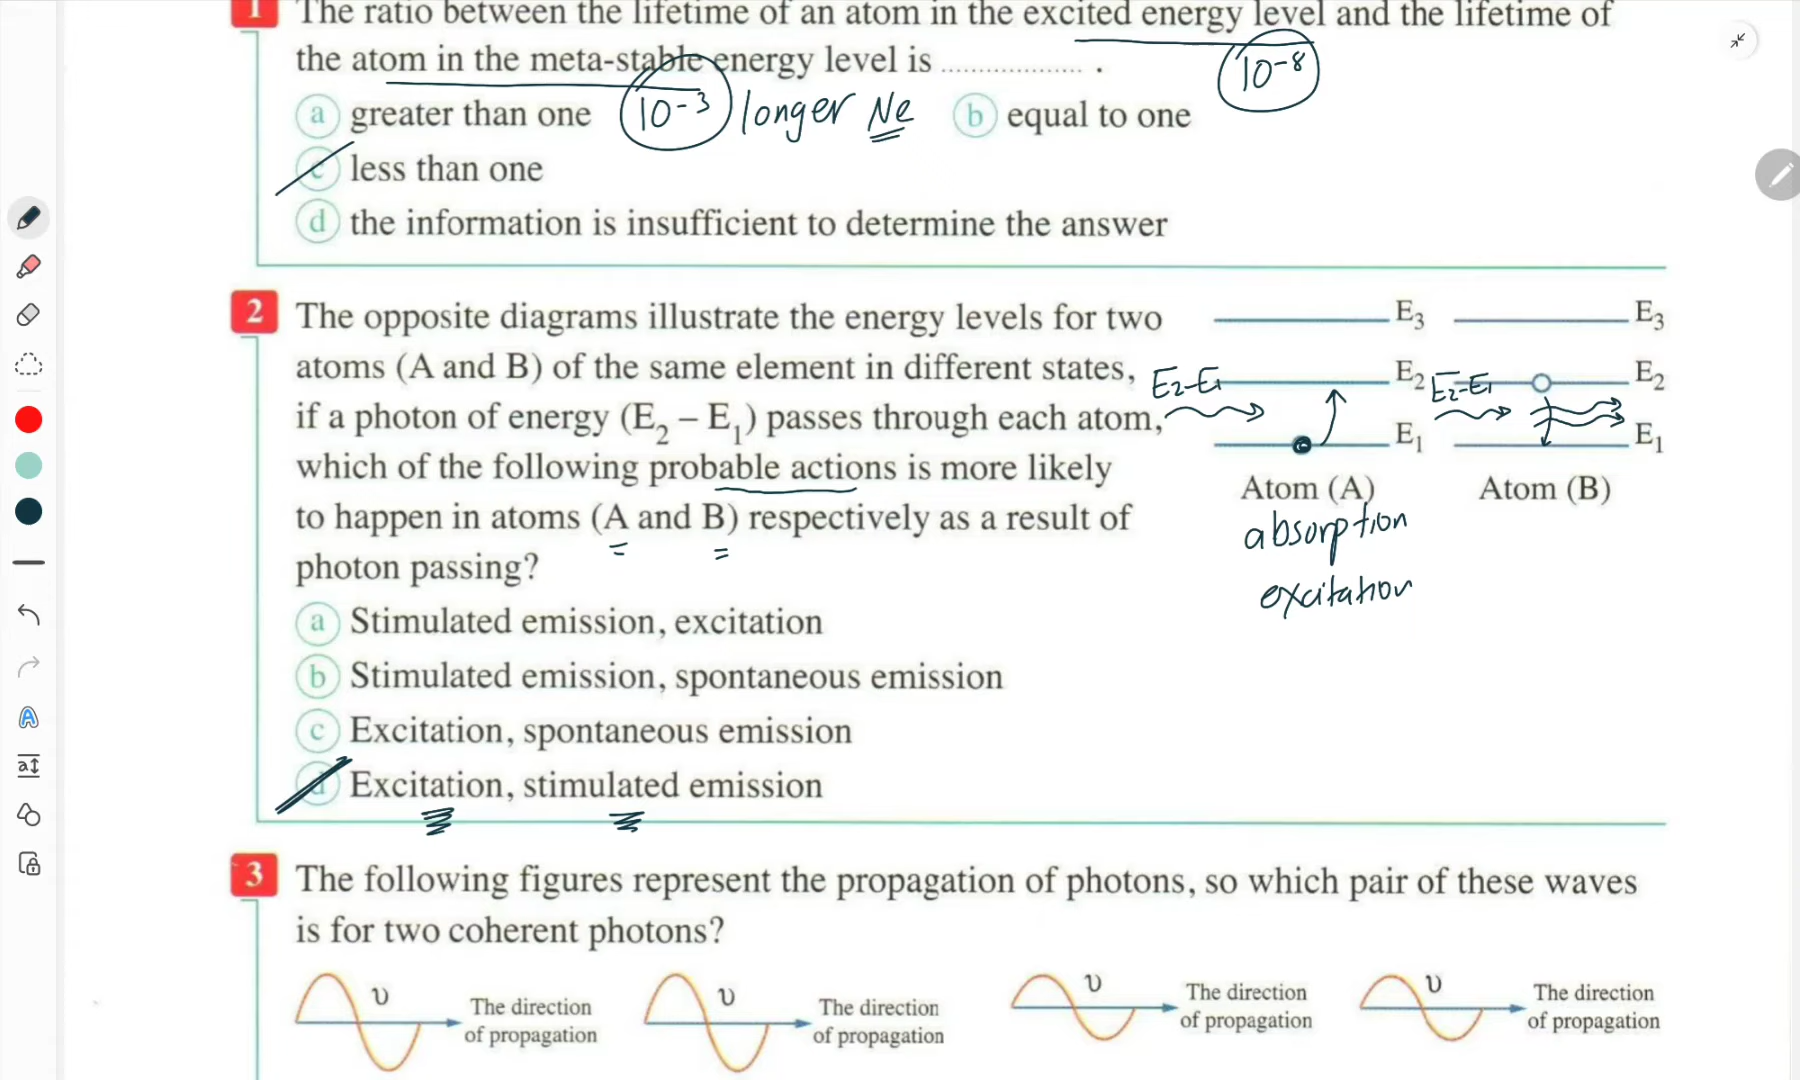 1 The ratio between the lifetime of an atom in the excited energy level and the lifetime of
the atom in the meta-stable energy level is .................. .
10⁻⁸
a greater than one 10⁻³ longer Ne b equal to one
c less than one
d the information is insufficient to determine the answer
2 The opposite diagrams illustrate the energy levels for two
atoms (A and B) of the same element in different states,
if a photon of energy (E₂ – E₁) passes through each atom,
which of the following probable actions is more likely
to happen in atoms (A and B) respectively as a result of
photon passing?
E₃ E₃
E₂-E₁ E₂ E₂-E₁ E₂
E₁ E₁
Atom (A) Atom (B)
absorption
excitation
a Stimulated emission, excitation
b Stimulated emission, spontaneous emission
c Excitation, spontaneous emission
d Excitation, stimulated emission
3 The following figures represent the propagation of photons, so which pair of these waves
is for two coherent photons?
υ The direction of propagation
υ The direction of propagation
υ The direction of propagation
υ The direction of propagation